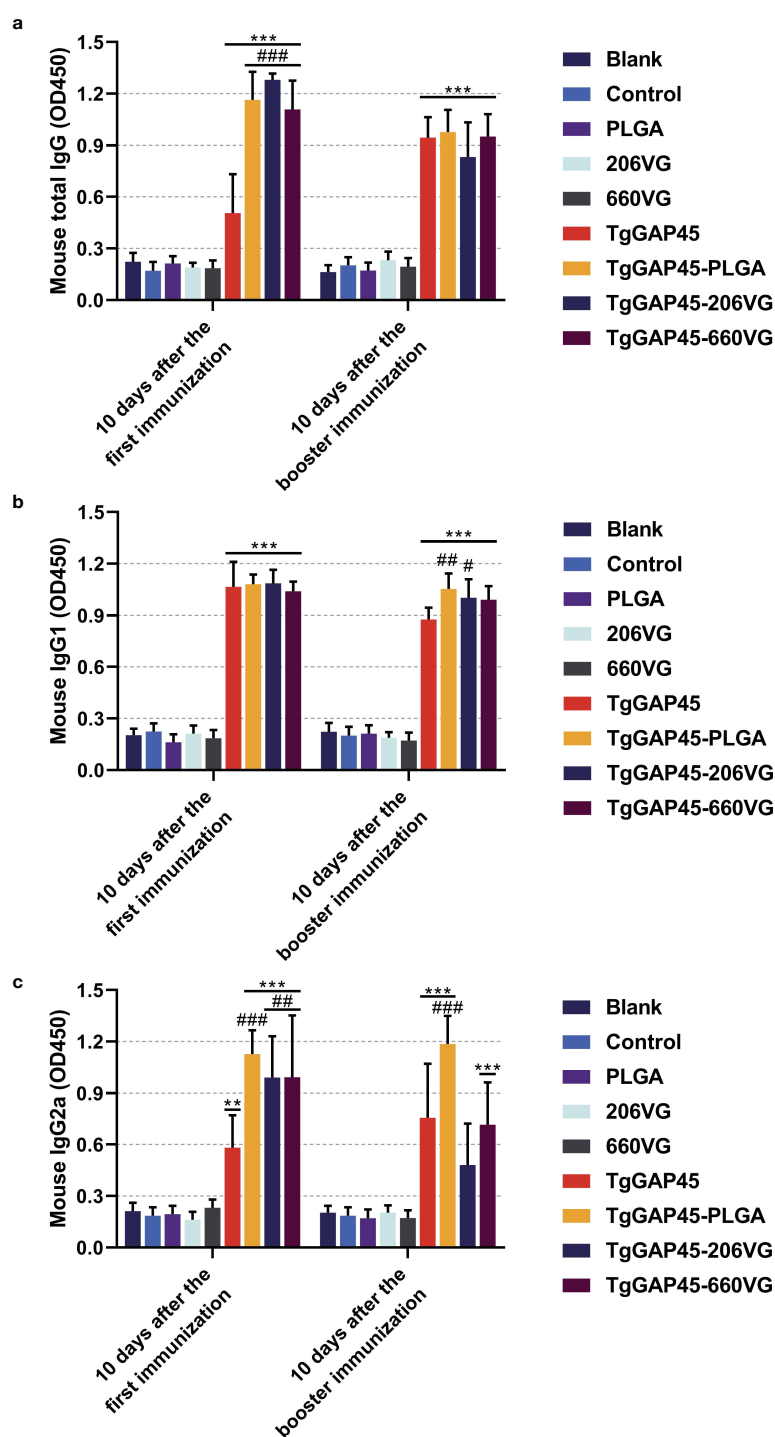 a
Mouse total IgG (OD450)
1.5
1.2
0.9
0.6
0.3
0.0
***
###
***
10 days after the
first immunization
10 days after the
booster immunization
Blank
Control
PLGA
206VG
660VG
TgGAP45
TgGAP45-PLGA
TgGAP45-206VG
TgGAP45-660VG
b
Mouse IgG1 (OD450)
1.5
1.2
0.9
0.6
0.3
0.0
***
***
##
#
10 days after the
first immunization
10 days after the
booster immunization
Blank
Control
PLGA
206VG
660VG
TgGAP45
TgGAP45-PLGA
TgGAP45-206VG
TgGAP45-660VG
c
Mouse IgG2a (OD450)
1.5
1.2
0.9
0.6
0.3
0.0
***
##
###
**
***
###
***
10 days after the
first immunization
10 days after the
booster immunization
Blank
Control
PLGA
206VG
660VG
TgGAP45
TgGAP45-PLGA
TgGAP45-206VG
TgGAP45-660VG